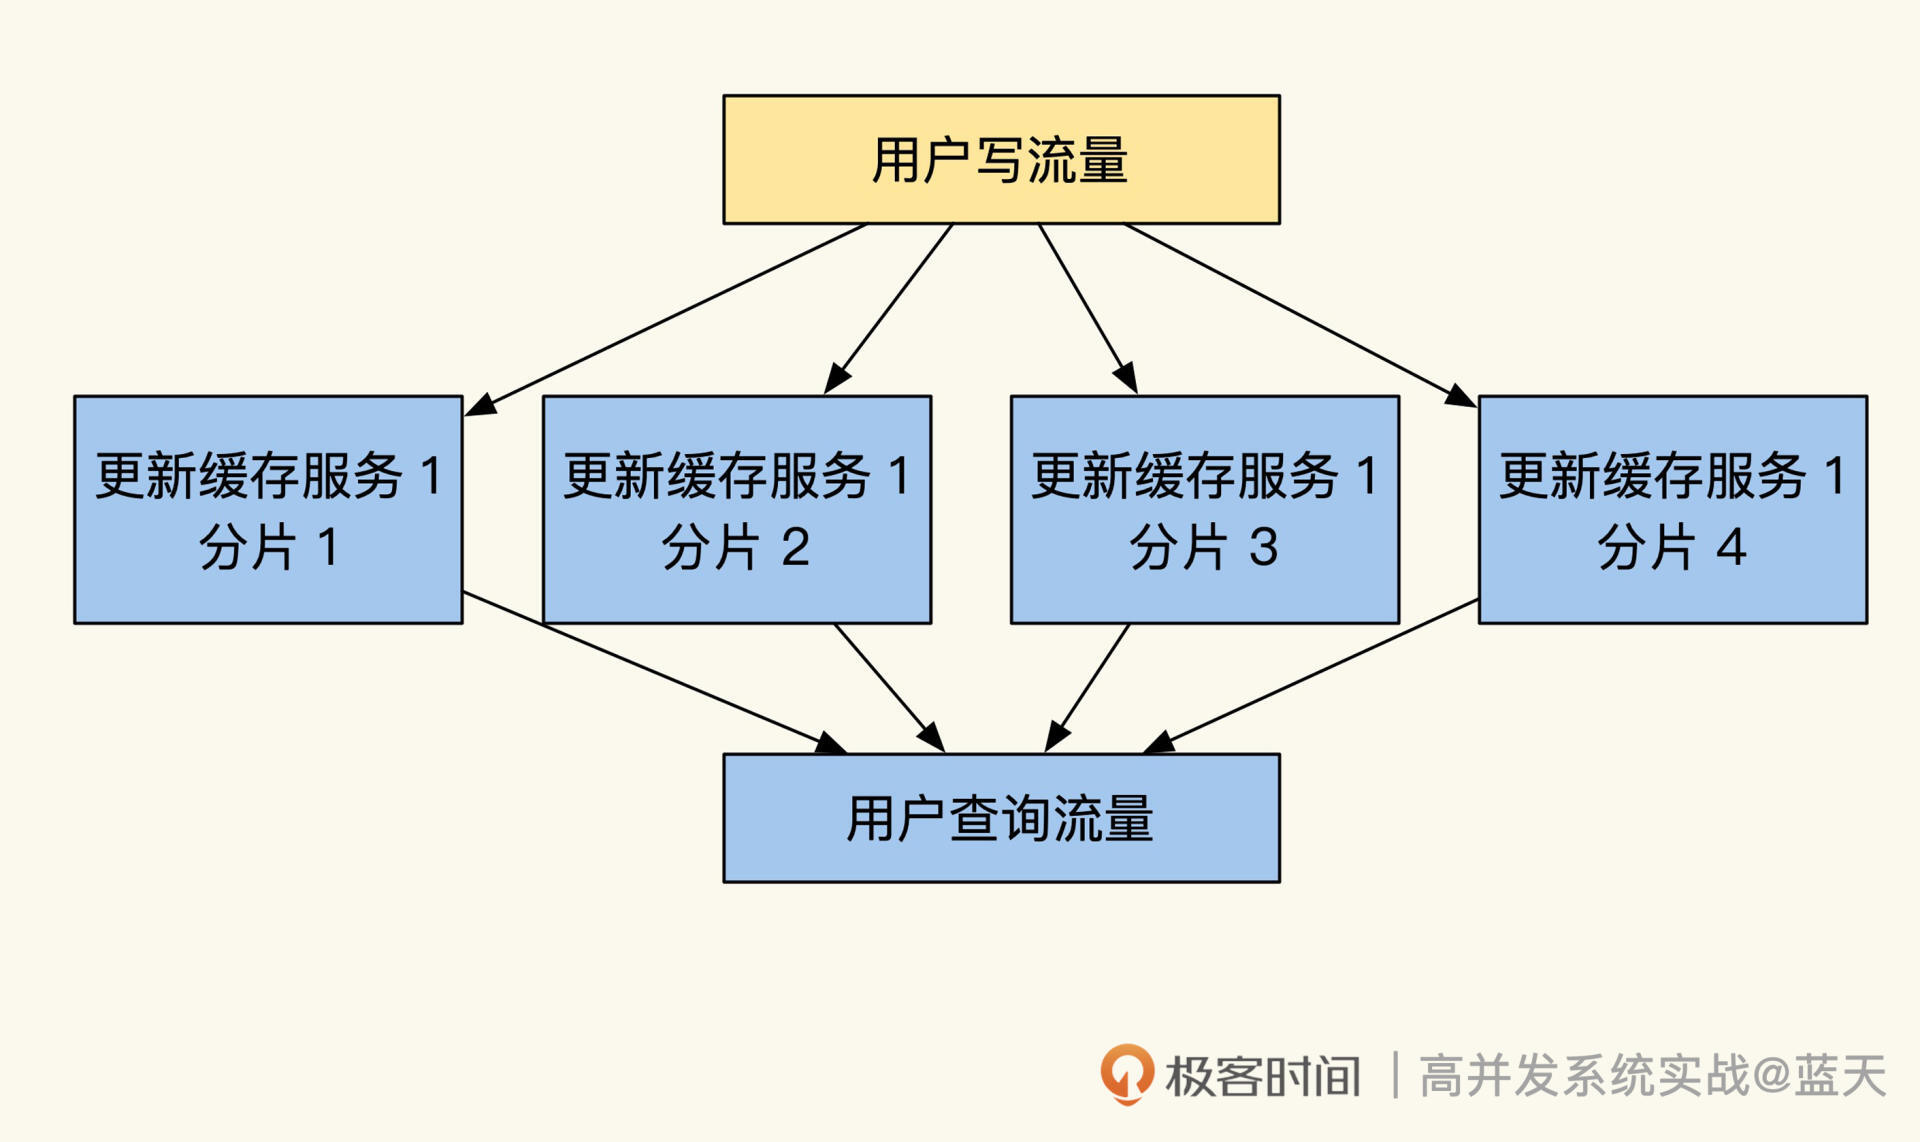 用户写流量
更新缓存服务 1
分片 1
更新缓存服务 1
分片 2
更新缓存服务 1
分片 3
更新缓存服务 1
分片 4
用户查询流量
极客时间 | 高并发系统实战@蓝天